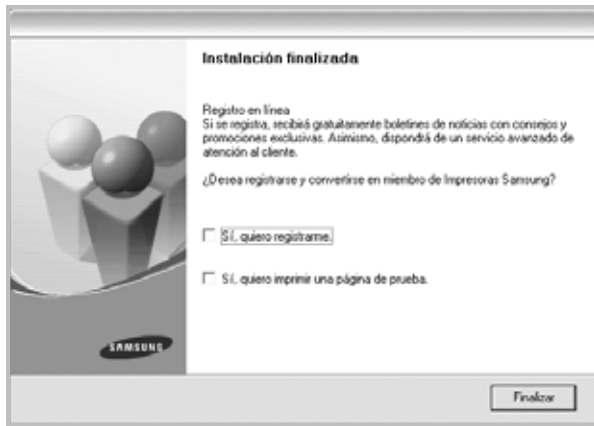 Instalación finalizada
Registro en línea
Si se registra, recibirá gratuitamente boletines de noticias con consejos y
promociones exclusivas. Asimismo, dispondrá de un servicio avanzado de
atención al cliente.
¿Desea registrarse y convertirse en miembro de Impresoras Samsung?
Sí, quiero registrarme.
Sí, quiero imprimir una página de prueba.
SAMSUNG
Finalizar